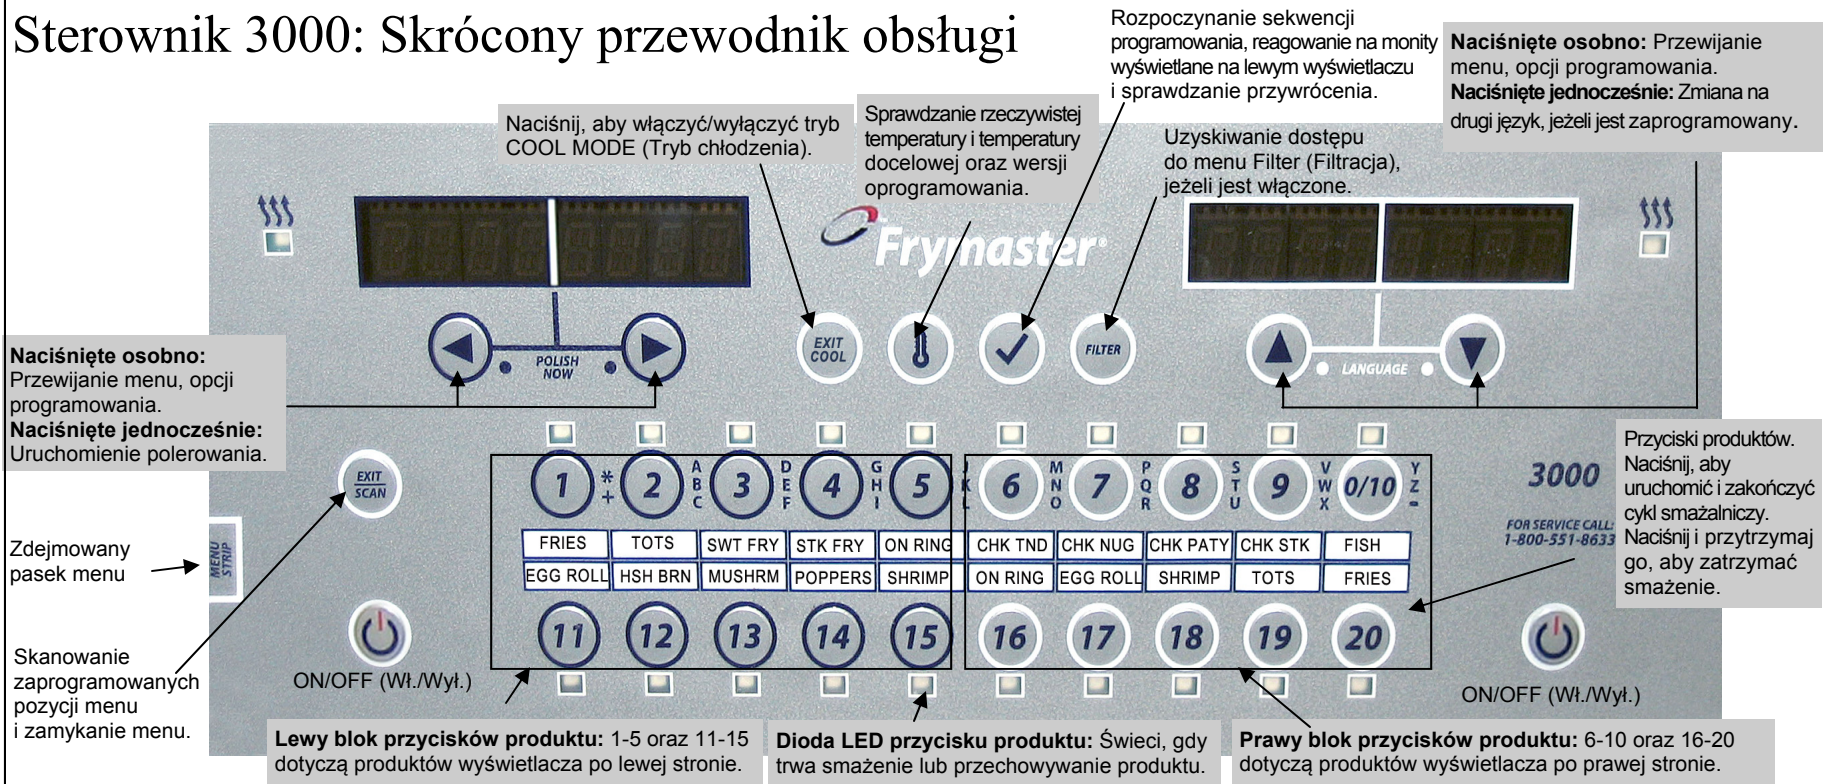 Sterownik 3000: Skrócony przewodnik obsługi
Rozpoczynanie sekwencji
programowania, reagowanie na monity
wyświetlane na lewym wyświetlaczu
i sprawdzanie przywrócenia.
Naciśnięte osobno: Przewijanie
menu, opcji programowania.
Naciśnięte jednocześnie: Zmiana na
drugi język, jeżeli jest zaprogramowany.
Naciśnij, aby włączyć/wyłączyć tryb
COOL MODE (Tryb chłodzenia).
Sprawdzanie rzeczywistej
temperatury i temperatury
docelowej oraz wersji
oprogramowania.
Uzyskiwanie dostępu
do menu Filter (Filtracja),
jeżeli jest włączone.
Frymaster®
EXIT
COOL
FILTER
POLISH
NOW
LANGUAGE
Naciśnięte osobno:
Przewijanie menu, opcji
programowania.
Naciśnięte jednocześnie:
Uruchomienie polerowania.
EXIT
SCAN
1 * + 2 A B C 3 D E F 4 G H I 5 J K L 6 M N O 7 P Q R 8 S T U 9 V W X 0/10 Y Z -
3000
FOR SERVICE CALL:
1-800-551-8633
Przyciski produktów.
Naciśnij, aby
uruchomić i zakończyć
cykl smażalniczy.
Naciśnij i przytrzymaj
go, aby zatrzymać
smażenie.
Zdejmowany
pasek menu
MENU
STRIP
FRIES TOTS SWT FRY STK FRY ON RING CHK TND CHK NUG CHK PATY CHK STK FISH
EGG ROLL HSH BRN MUSHRM POPPERS SHRIMP ON RING EGG ROLL SHRIMP TOTS FRIES
11 12 13 14 15 16 17 18 19 20
Skanowanie
zaprogramowanych
pozycji menu
i zamykanie menu.
ON/OFF (Wł./Wył.)
ON/OFF (Wł./Wył.)
Lewy blok przycisków produktu: 1-5 oraz 11-15
dotyczą produktów wyświetlacza po lewej stronie.
Dioda LED przycisku produktu: Świeci, gdy
trwa smażenie lub przechowywanie produktu.
Prawy blok przycisków produktu: 6-10 oraz 16-20
dotyczą produktów wyświetlacza po prawej stronie.